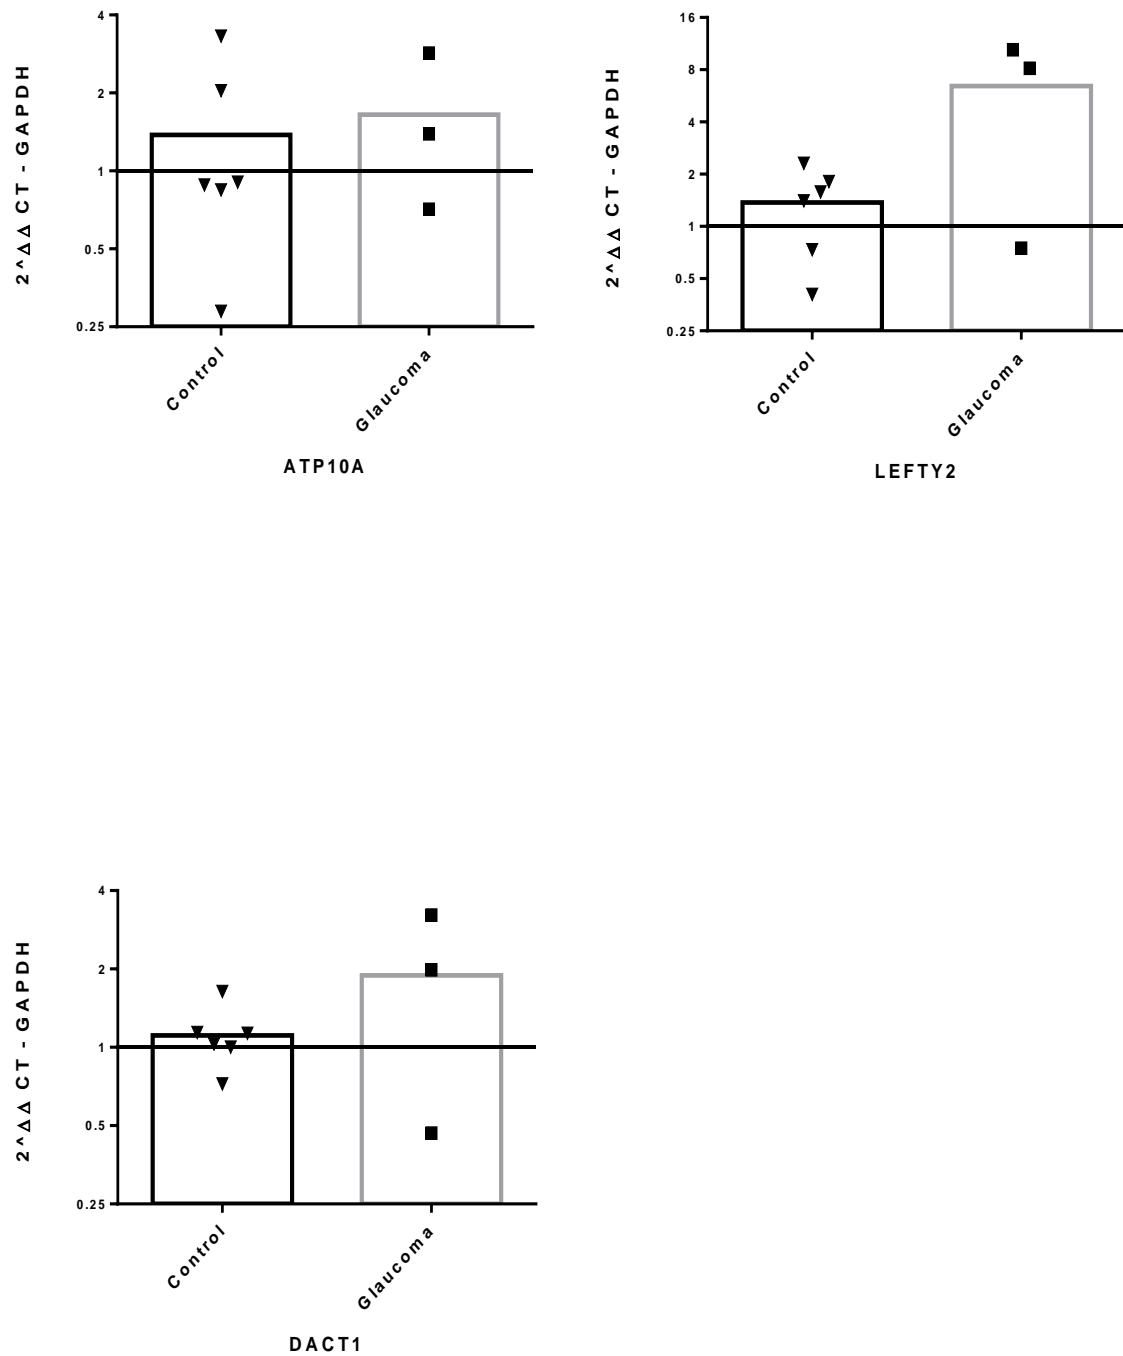 2^ΔΔ CT - GAPDH
4
2
1
0.5
0.25
Control
Glaucoma
ATP10A
2^ΔΔ CT - GAPDH
16
8
4
2
1
0.5
0.25
Control
Glaucoma
LEFTY2
2^ΔΔ CT - GAPDH
4
2
1
0.5
0.25
Control
Glaucoma
DACT1